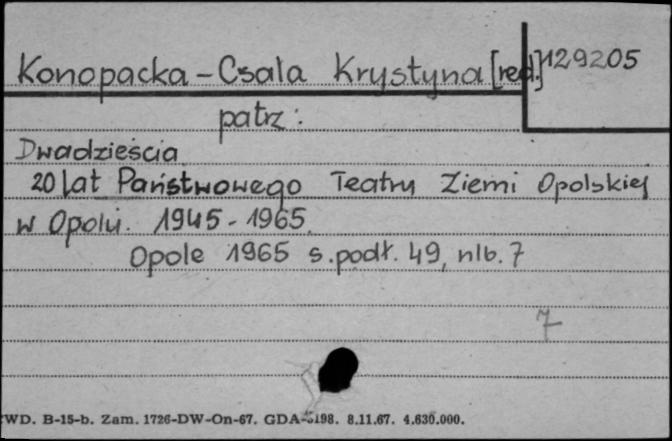 Konopacka-Csala Krystyna [red.] 129205
patrz:
Dwadzieścia
20 lat Państwowego Teatru Ziemi Opolskiej
w Opolu. 1945-1965.
Opole 1965 s.podł. 49, nlb. 7
7
WD. B-15-b. Zam. 1726-DW-On-67. GDA-5198. 8.11.67. 4.630.000.